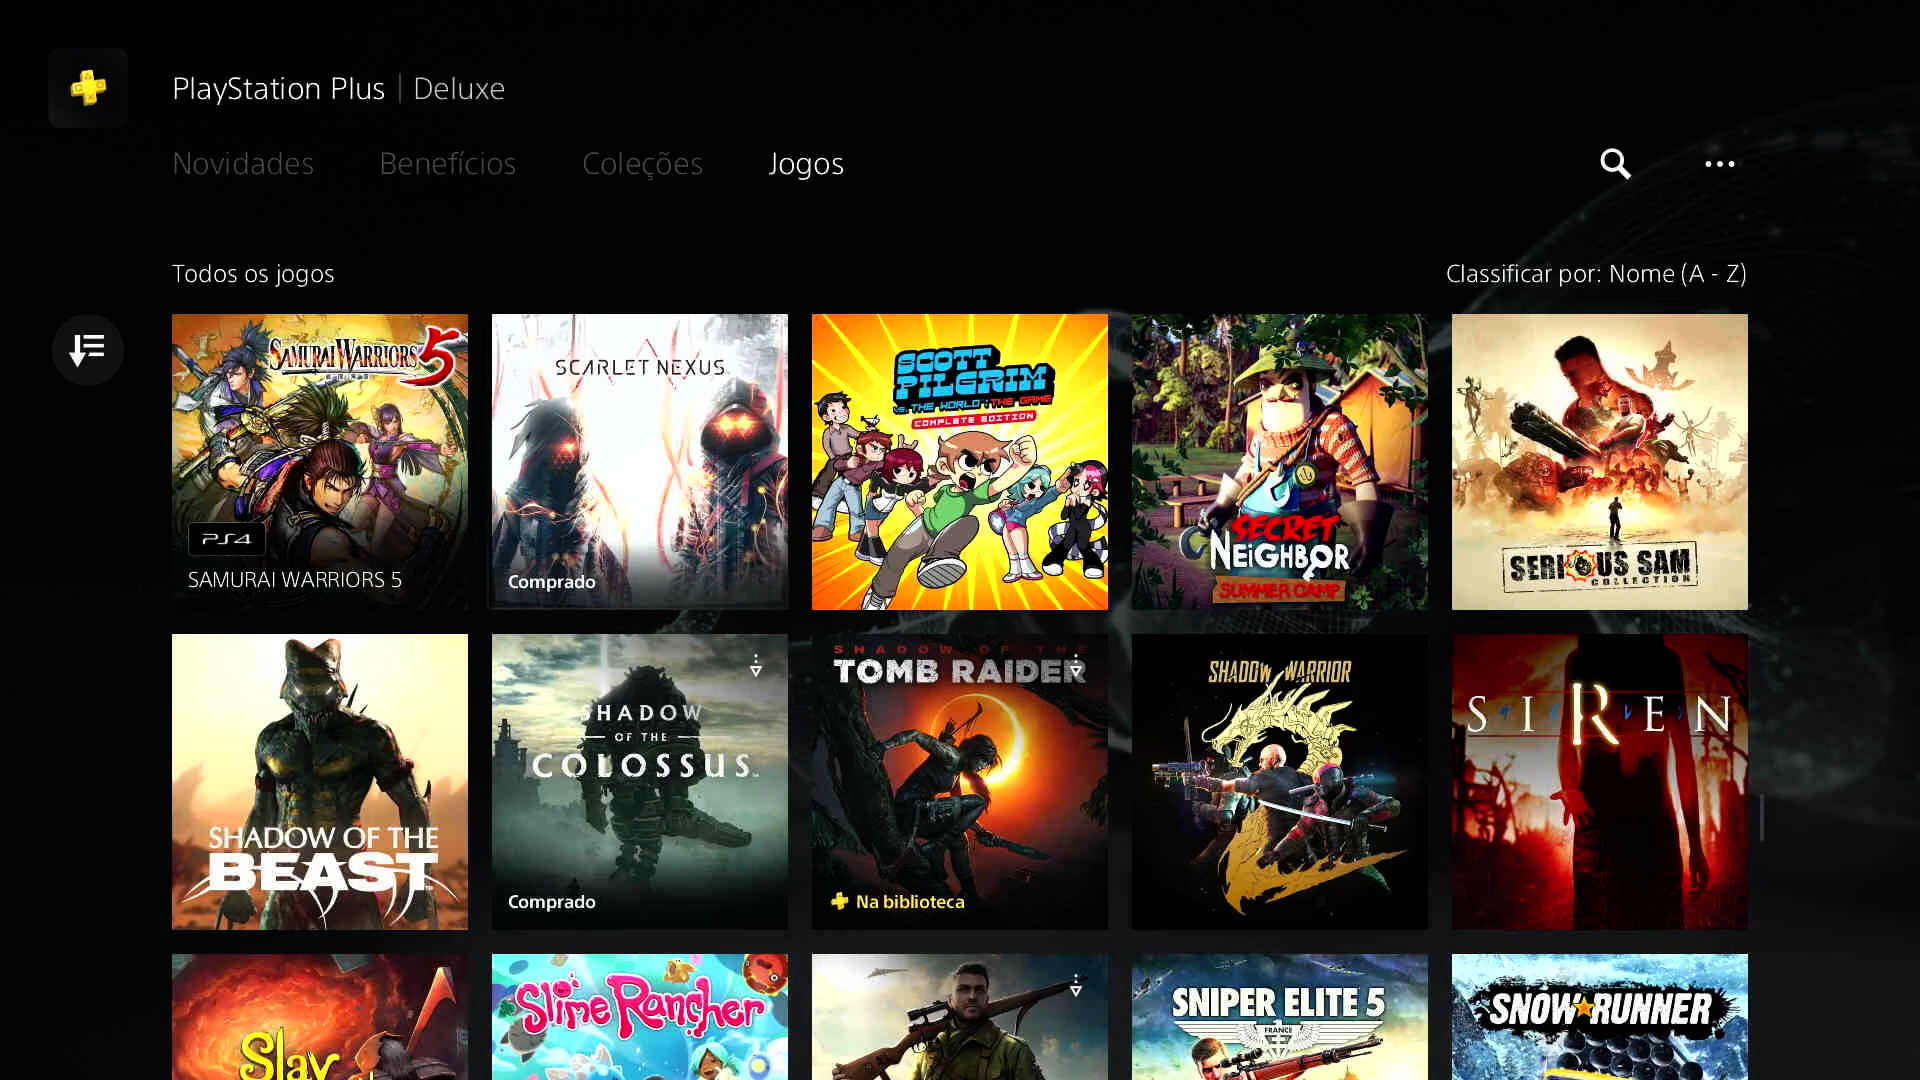 PlayStation Plus | Deluxe
Novidades
Benefícios
Coleções
Jogos
Todos os jogos
Classificar por: Nome (A - Z)
SAMURAI WARRIORS 5
PS4
SAMURAI WARRIORS 5
SCARLET NEXUS
Comprado
SCOTT
PILGRIM
VS. THE WORLD: THE GAME
COMPLETE EDITION
SECRET
NEIGHBOR
SUMMER CAMP
SERIOUS SAM
COLLECTION
SHADOW OF THE
BEAST
SHADOW
OF THE
COLOSSUS
Comprado
SHADOW OF THE
TOMB RAIDER
Na biblioteca
SHADOW WARRIOR
SIREN
Slay
Slime Rancher
SNIPER ELITE 5
FRANCE
SNOWRUNNER